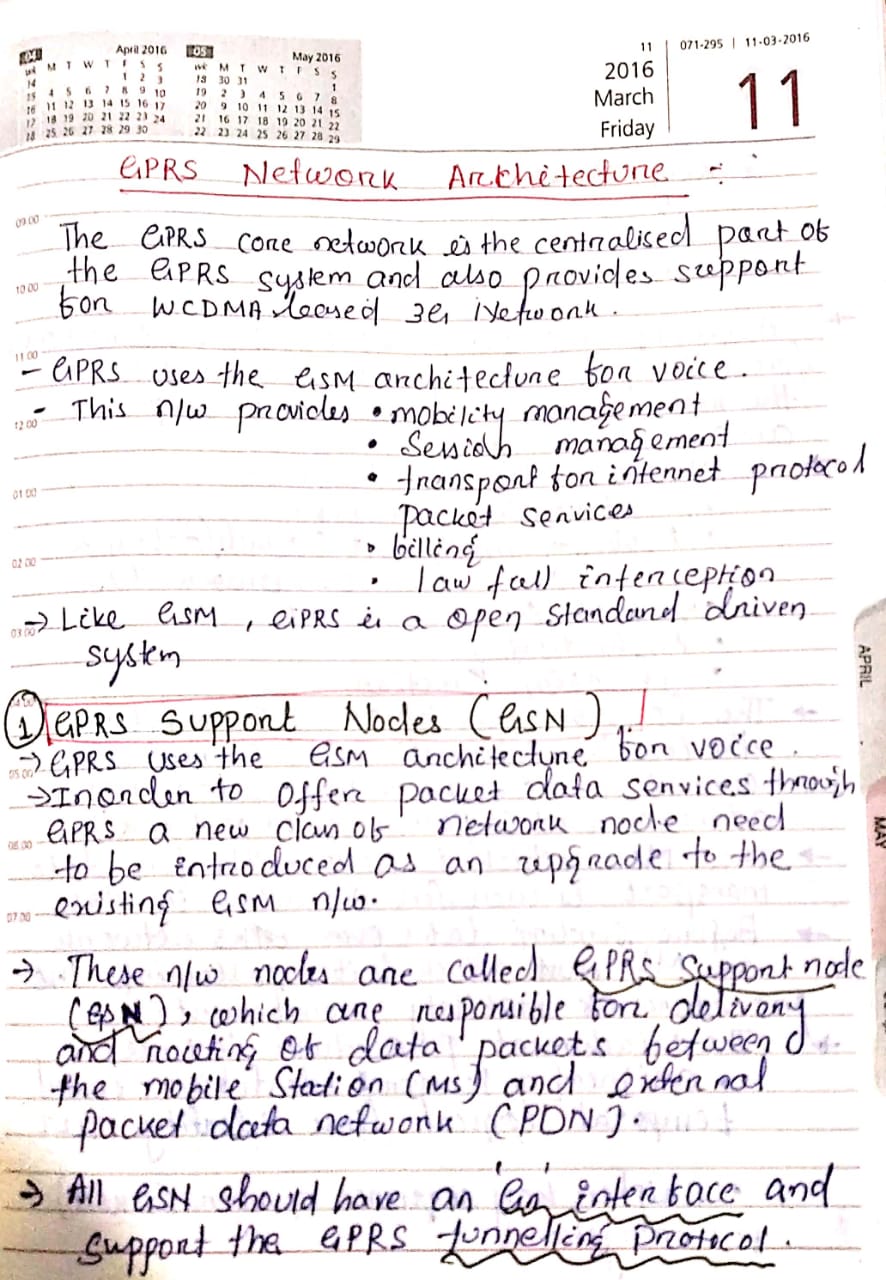 04 April 2016 05 May 2016
wk M T W T F S S wk M T W T F S S
14 1 2 3 18 30 31 1
15 4 5 6 7 8 9 10 19 2 3 4 5 6 7 8
16 11 12 13 14 15 16 17 20 9 10 11 12 13 14 15
17 18 19 20 21 22 23 24 21 16 17 18 19 20 21 22
18 25 26 27 28 29 30 22 23 24 25 26 27 28 29
11 071-295 | 11-03-2016
2016
March
Friday
11
GPRS Network Architecture :-
09:00
The GPRS core network is the centralised part of
the GPRS system and also provides support
10:00
for WCDMA based 3G Network.
11:00
- GPRS uses the GSM architecture for voice.
- This n/w provides • mobility management
12:00
• Session management
• transport for internet protocol
01:00
packet services
• billing
02:00
• law full interception
→ Like GSM, GPRS is a open standard driven
03:00
system
04:00
① GPRS Support Nodes (GSN) :
→ GPRS uses the GSM architecture for voice.
05:00
→ Inorder to offer packet data services through
GPRS a new class of network node need
06:00
to be introduced as an upgrade to the
existing GSM n/w.
07:00
→ These n/w nodes are called GPRS Support node
(GSN), which are responsible for delivary
and routing of data packets between
the mobile Station (MS) and external
packet data network (PDN).
→ All GSN should have an 'Gn' interface and
support the GPRS tunnelling Protocol.
APRIL
MAY